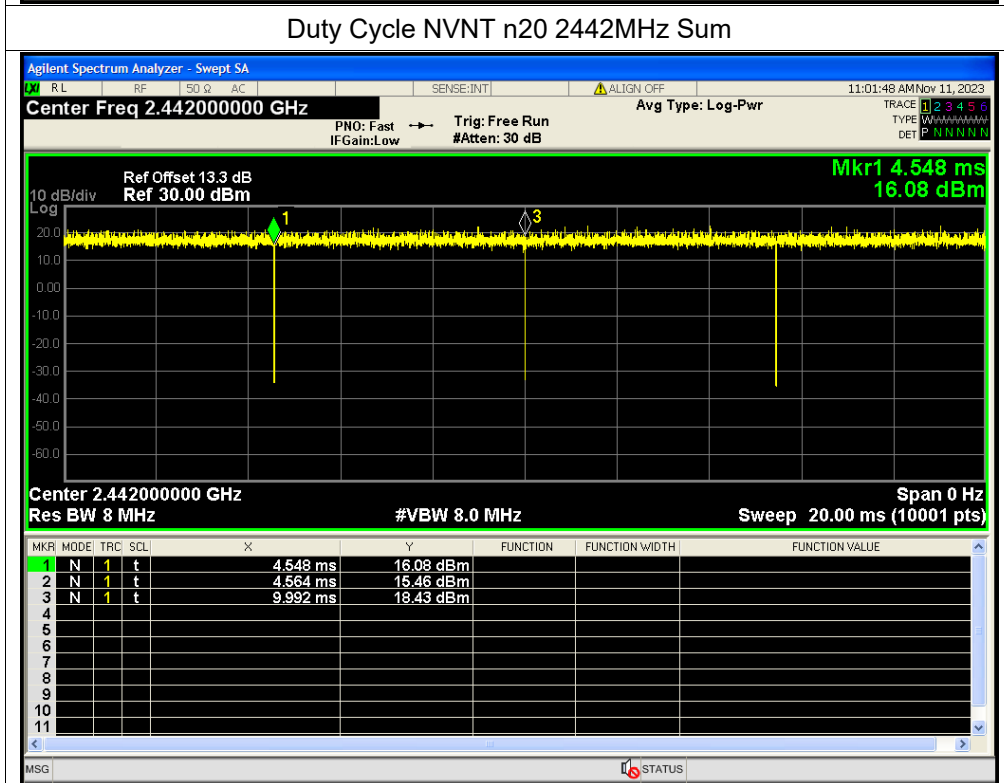 Duty Cycle NVNT n20 2442MHz Sum
Agilent Spectrum Analyzer - Swept SA
LXI RL RF 50 Ω AC SENSE:INT ALIGN OFF 11:01:48 AM Nov 11, 2023
Center Freq 2.442000000 GHz Avg Type: Log-Pwr TRACE 1 2 3 4 5 6
PNO: Fast Trig: Free Run TYPE WWWWWW
IFGain:Low #Atten: 30 dB DET P N N N N N
Mkr1 4.548 ms
Ref Offset 13.3 dB
10 dB/div Ref 30.00 dBm 16.08 dBm
Log
1 3
20.0
10.0
0.00
-10.0
-20.0
-30.0
-40.0
-50.0
-60.0
Center 2.442000000 GHz Span 0 Hz
Res BW 8 MHz #VBW 8.0 MHz Sweep 20.00 ms (10001 pts)
MKR MODE TRC SCL X Y FUNCTION FUNCTION WIDTH FUNCTION VALUE
1 N 1 t 4.548 ms 16.08 dBm
2 N 1 t 4.564 ms 15.46 dBm
3 N 1 t 9.992 ms 18.43 dBm
4
5
6
7
8
9
10
11
MSG STATUS